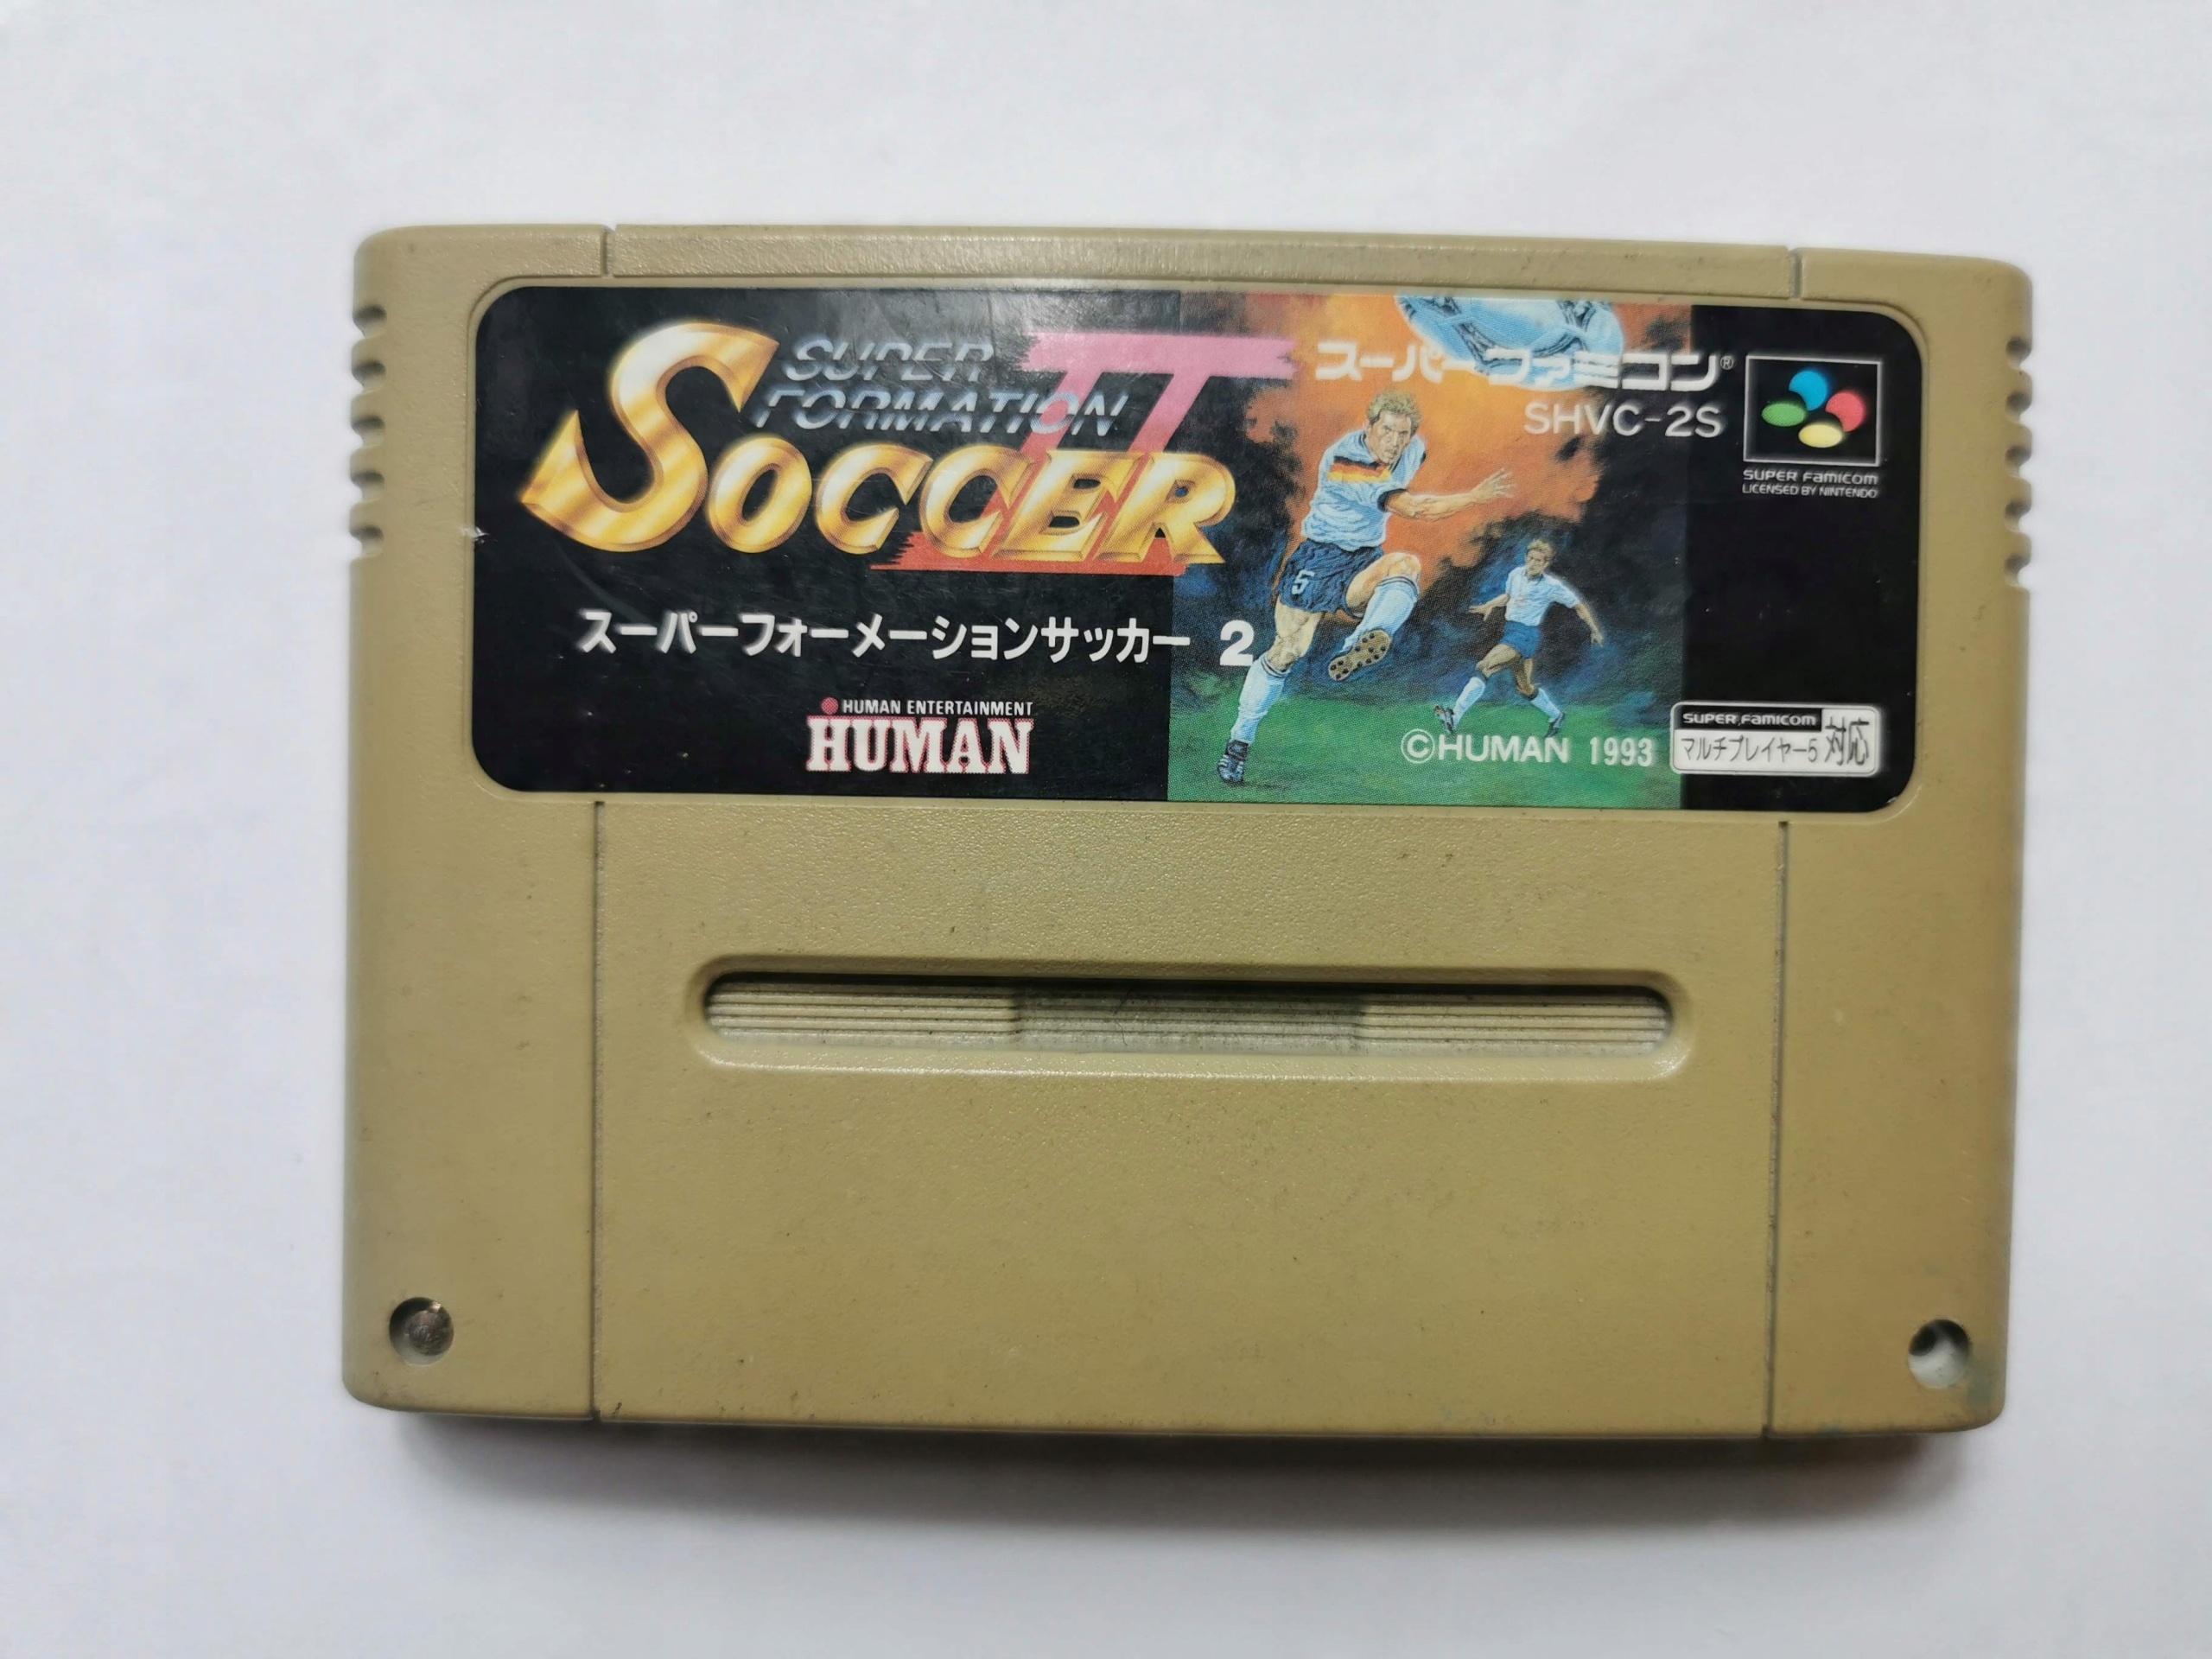 SUPER
FORMATION
SOCCER II
スーパーフォーメーションサッカー 2
HUMAN ENTERTAINMENT
HUMAN
スーパーファミコン®
SHVC-2S
SUPER FAMICOM
LICENSED BY NINTENDO
5
©HUMAN 1993
SUPER FAMICOM
マルチプレイヤー5 対応